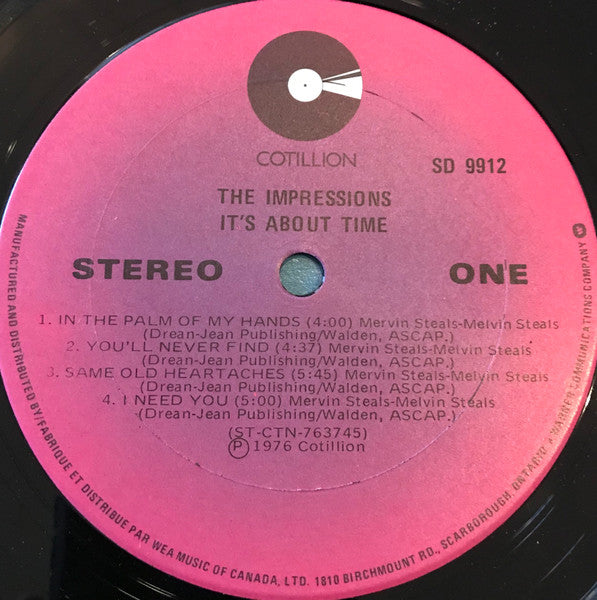 COTILLION
SD 9912
THE IMPRESSIONS
IT'S ABOUT TIME
STEREO
ONE
1. IN THE PALM OF MY HANDS (4:00) Mervin Steals-Melvin Steals
(Drean-Jean Publishing/Walden, ASCAP.)
2. YOU'LL NEVER FIND (4:37) Mervin Steals-Melvin Steals
(Drean-Jean Publishing/Walden, ASCAP.)
3. SAME OLD HEARTACHES (5:45) Mervin Steals-Melvin Steals
(Drean-Jean Publishing/Walden, ASCAP.)
4. I NEED YOU (5:00) Mervin Steals-Melvin Steals
(Drean-Jean Publishing/Walden, ASCAP.)
(ST-CTN-763745)
℗ 1976 Cotillion
MANUFACTURED AND DISTRIBUTED BY/FABRIQUE ET DISTRIBUE PAR WEA MUSIC OF CANADA, LTD. 1810 BIRCHMOUNT RD., SCARBOROUGH, ONTARIO. A WARNER COMMUNICATIONS COMPANY